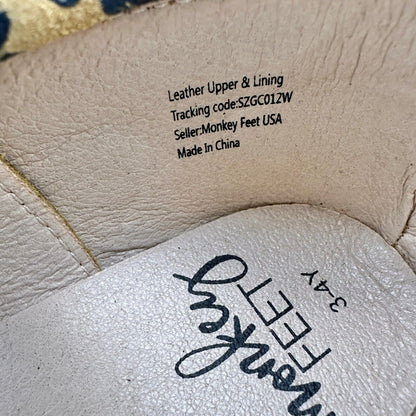 Leather Upper & Lining
Tracking code:SZGC012W
Seller:Monkey Feet USA
Made In China
monkey
FEET
3-4Y